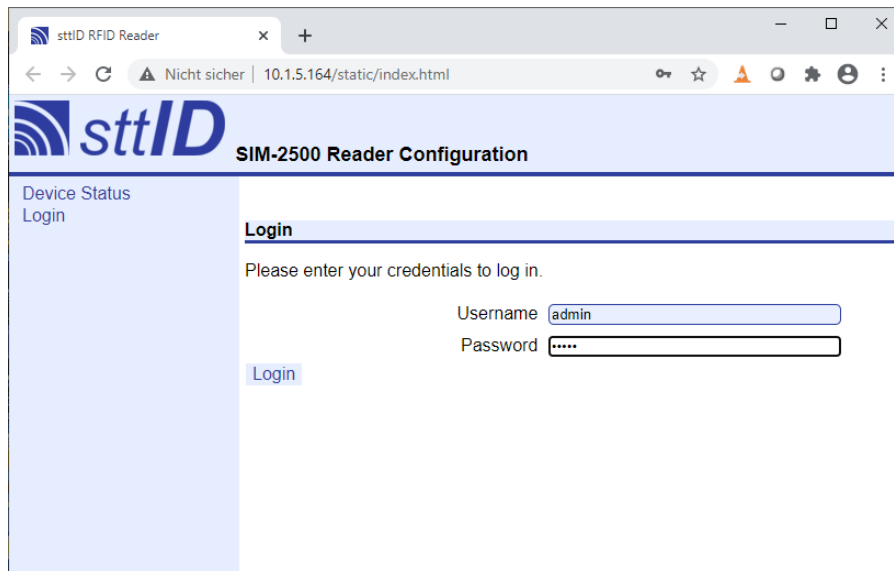 sttID RFID Reader
Nicht sicher 10.1.5.164/static/index.html
sttID
SIM-2500 Reader Configuration
Device Status
Login
Login
Please enter your credentials to log in.
Username admin
Password •••••
Login